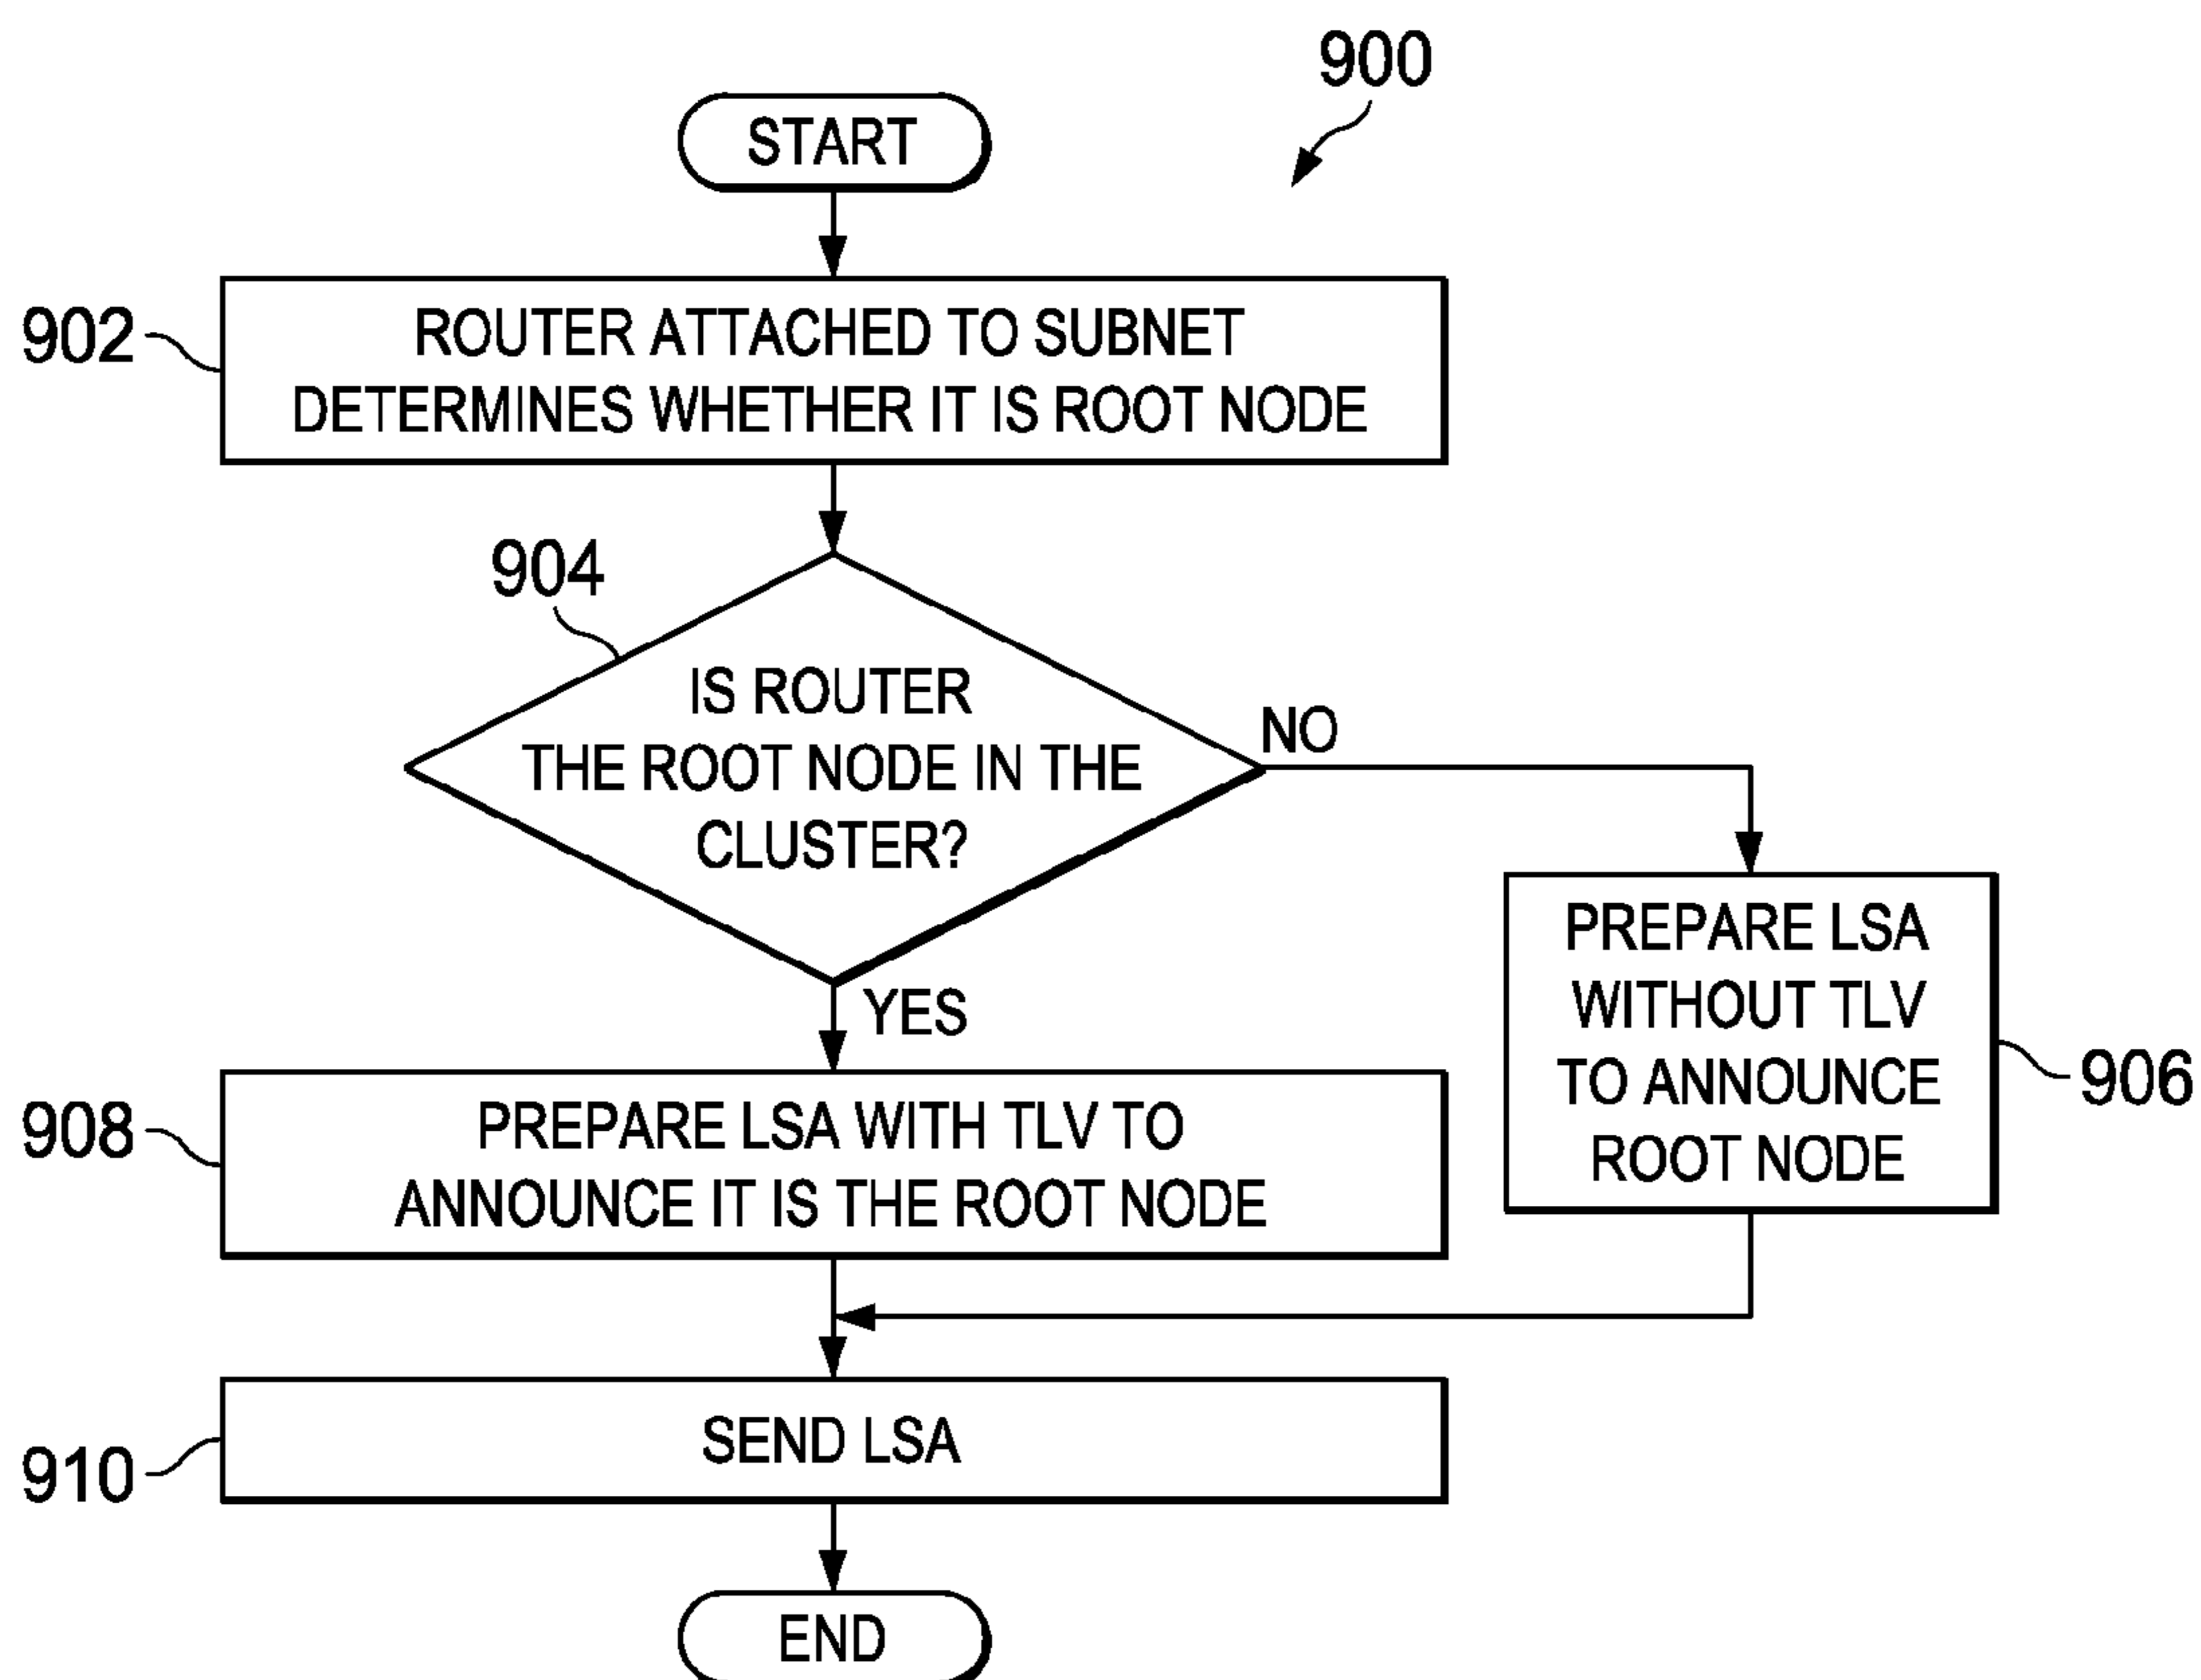 900
START
902
ROUTER ATTACHED TO SUBNET
DETERMINES WHETHER IT IS ROOT NODE
904
IS ROUTER
THE ROOT NODE IN THE
CLUSTER?
NO
YES
PREPARE LSA
WITHOUT TLV
TO ANNOUNCE
ROOT NODE
906
908
PREPARE LSA WITH TLV TO
ANNOUNCE IT IS THE ROOT NODE
910
SEND LSA
END